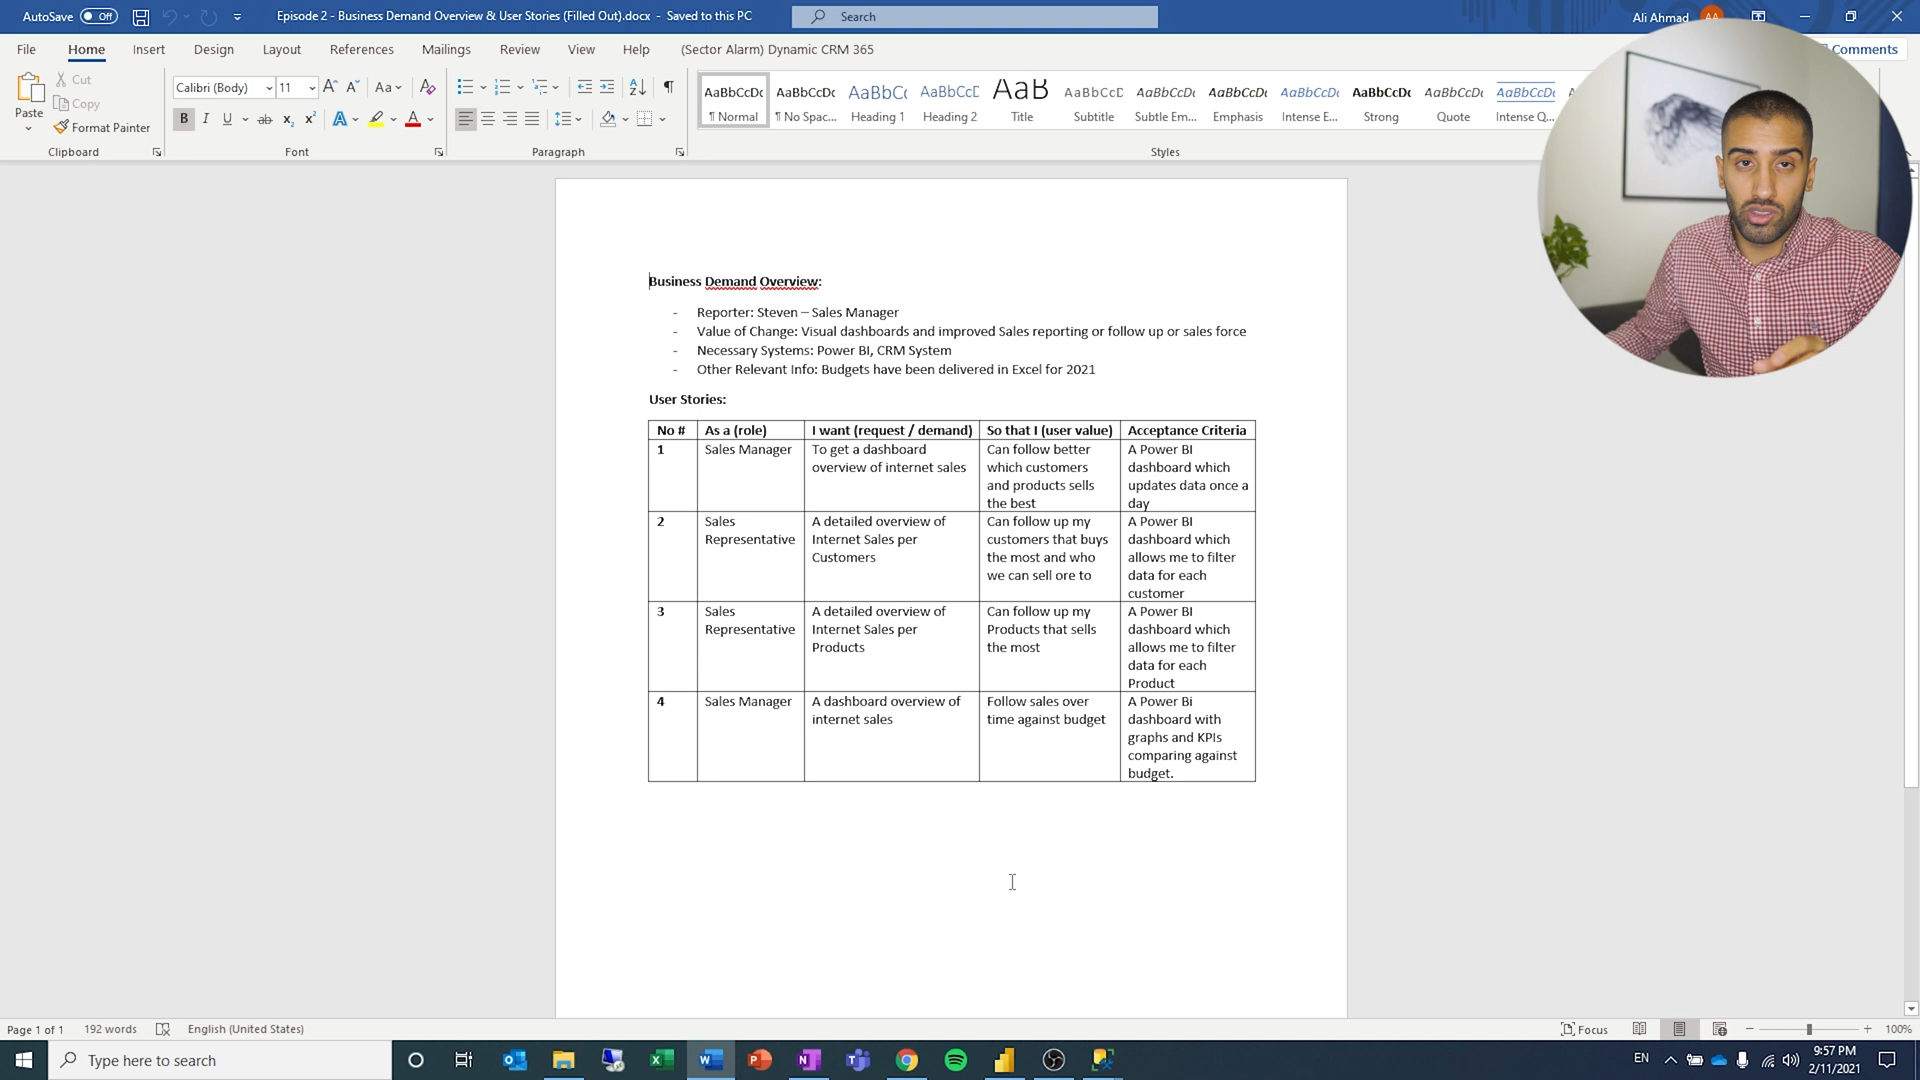 AutoSave Off
Episode 2 - Business Demand Overview & User Stories (Filled Out).docx - Saved to this PC
Search
Ali Ahmad
AA
File Home Insert Design Layout References Mailings Review View Help (Sector Alarm) Dynamic CRM 365
Comments
Paste
Cut
Copy
Format Painter
Clipboard
Calibri (Body) 11
Font
Paragraph
AaBbCcDc AaBbCcDc AaBbC AaBbCcD AaB AaBbCcD AaBbCcDc AaBbCcDc AaBbCcDc AaBbCcDc AaBbCcDc AaBbCcDc
¶ Normal ¶ No Spac... Heading 1 Heading 2 Title Subtitle Subtle Em... Emphasis Intense E... Strong Quote Intense Q...
Styles
Business Demand Overview:
- Reporter: Steven – Sales Manager
- Value of Change: Visual dashboards and improved Sales reporting or follow up or sales force
- Necessary Systems: Power BI, CRM System
- Other Relevant Info: Budgets have been delivered in Excel for 2021
User Stories:
No # As a (role) I want (request / demand) So that I (user value) Acceptance Criteria
1
Sales Manager
To get a dashboard
overview of internet sales
Can follow better
which customers
and products sells
the best
A Power BI
dashboard which
updates data once a
day
2
Sales
Representative
A detailed overview of
Internet Sales per
Customers
Can follow up my
customers that buys
the most and who
we can sell ore to
A Power BI
dashboard which
allows me to filter
data for each
customer
3
Sales
Representative
A detailed overview of
Internet Sales per
Products
Can follow up my
Products that sells
the most
A Power BI
dashboard which
allows me to filter
data for each
Product
4
Sales Manager
A dashboard overview of
internet sales
Follow sales over
time against budget
A Power Bi
dashboard with
graphs and KPIs
comparing against
budget.
Page 1 of 1 192 words English (United States)
Focus
100%
Type here to search
EN
9:57 PM
2/11/2021